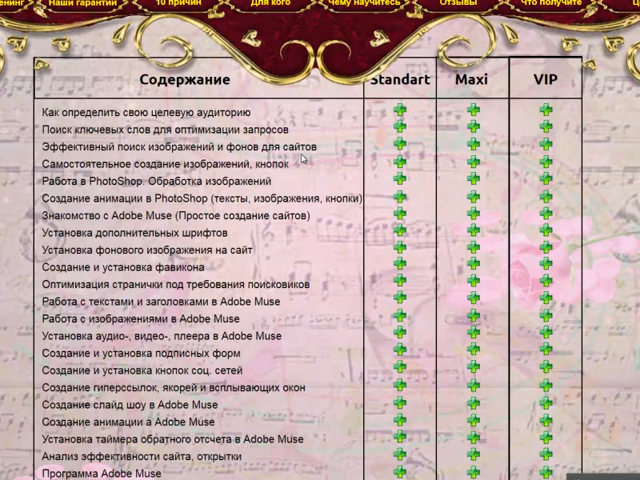 Наши гарантии 10 причин Для кого Чему научитесь Отзывы Что получите
Содержание Standart Maxi VIP
Как определить свою целевую аудиторию
Поиск ключевых слов для оптимизации запросов
Эффективный поиск изображений и фонов для сайтов
Самостоятельное создание изображений, кнопок
Работа в PhotoShop. Обработка изображений
Создание анимации в PhotoShop (тексты, изображения, кнопки)
Знакомство с Adobe Muse (Простое создание сайтов)
Установка дополнительных шрифтов
Установка фонового изображения на сайт
Создание и установка фавикона
Оптимизация странички под требования поисковиков
Работа с текстами и заголовками в Adobe Muse
Работа с изображениями в Adobe Muse
Установка аудио-, видео-, плеера в Adobe Muse
Создание и установка подписных форм
Создание и установка кнопок соц. сетей
Создание гиперссылок, якорей и всплывающих окон
Создание слайд шоу в Adobe Muse
Создание анимации а Adobe Muse
Установка таймера обратного отсчета в Adobe Muse
Анализ эффективности сайта, открытки
Программа Adobe Muse